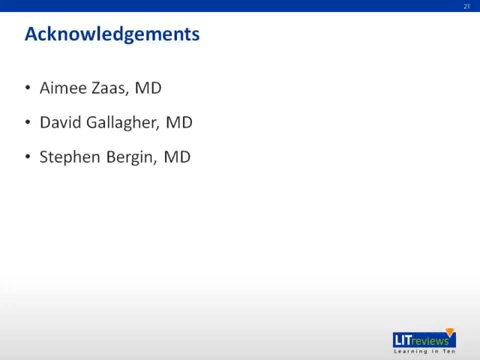 21
Acknowledgements
• Aimee Zaas, MD
• David Gallagher, MD
• Stephen Bergin, MD
LITreviews
Learning in Ten